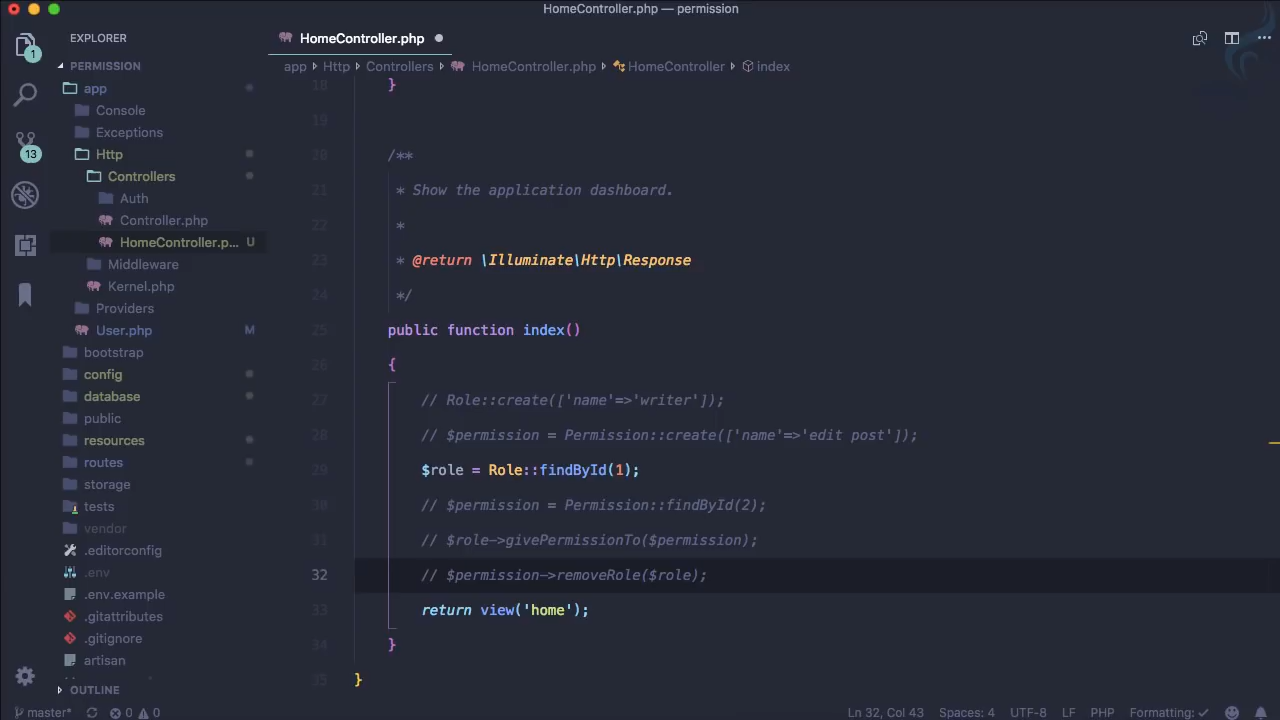 HomeController.php — permission
EXPLORER
HomeController.php
PERMISSION
app > Http > Controllers > HomeController.php > HomeController > index
1
13
app
Console
Exceptions
Http
Controllers
Auth
Controller.php
HomeController.p... U
Middleware
Kernel.php
Providers
User.php M
bootstrap
config
database
public
resources
routes
storage
tests
vendor
.editorconfig
.env
.env.example
.gitattributes
.gitignore
artisan
OUTLINE
18 }
19
20 /**
21 * Show the application dashboard.
22 *
23 * @return \Illuminate\Http\Response
24 */
25 public function index()
26 {
27 // Role::create(['name'=>'writer']);
28 // $permission = Permission::create(['name'=>'edit post']);
29 $role = Role::findById(1);
30 // $permission = Permission::findById(2);
31 // $role->givePermissionTo($permission);
32 // $permission->removeRole($role);
33 return view('home');
34 }
35 }
master* 0 0 Ln 32, Col 43 Spaces: 4 UTF-8 LF PHP Formatting: ✓